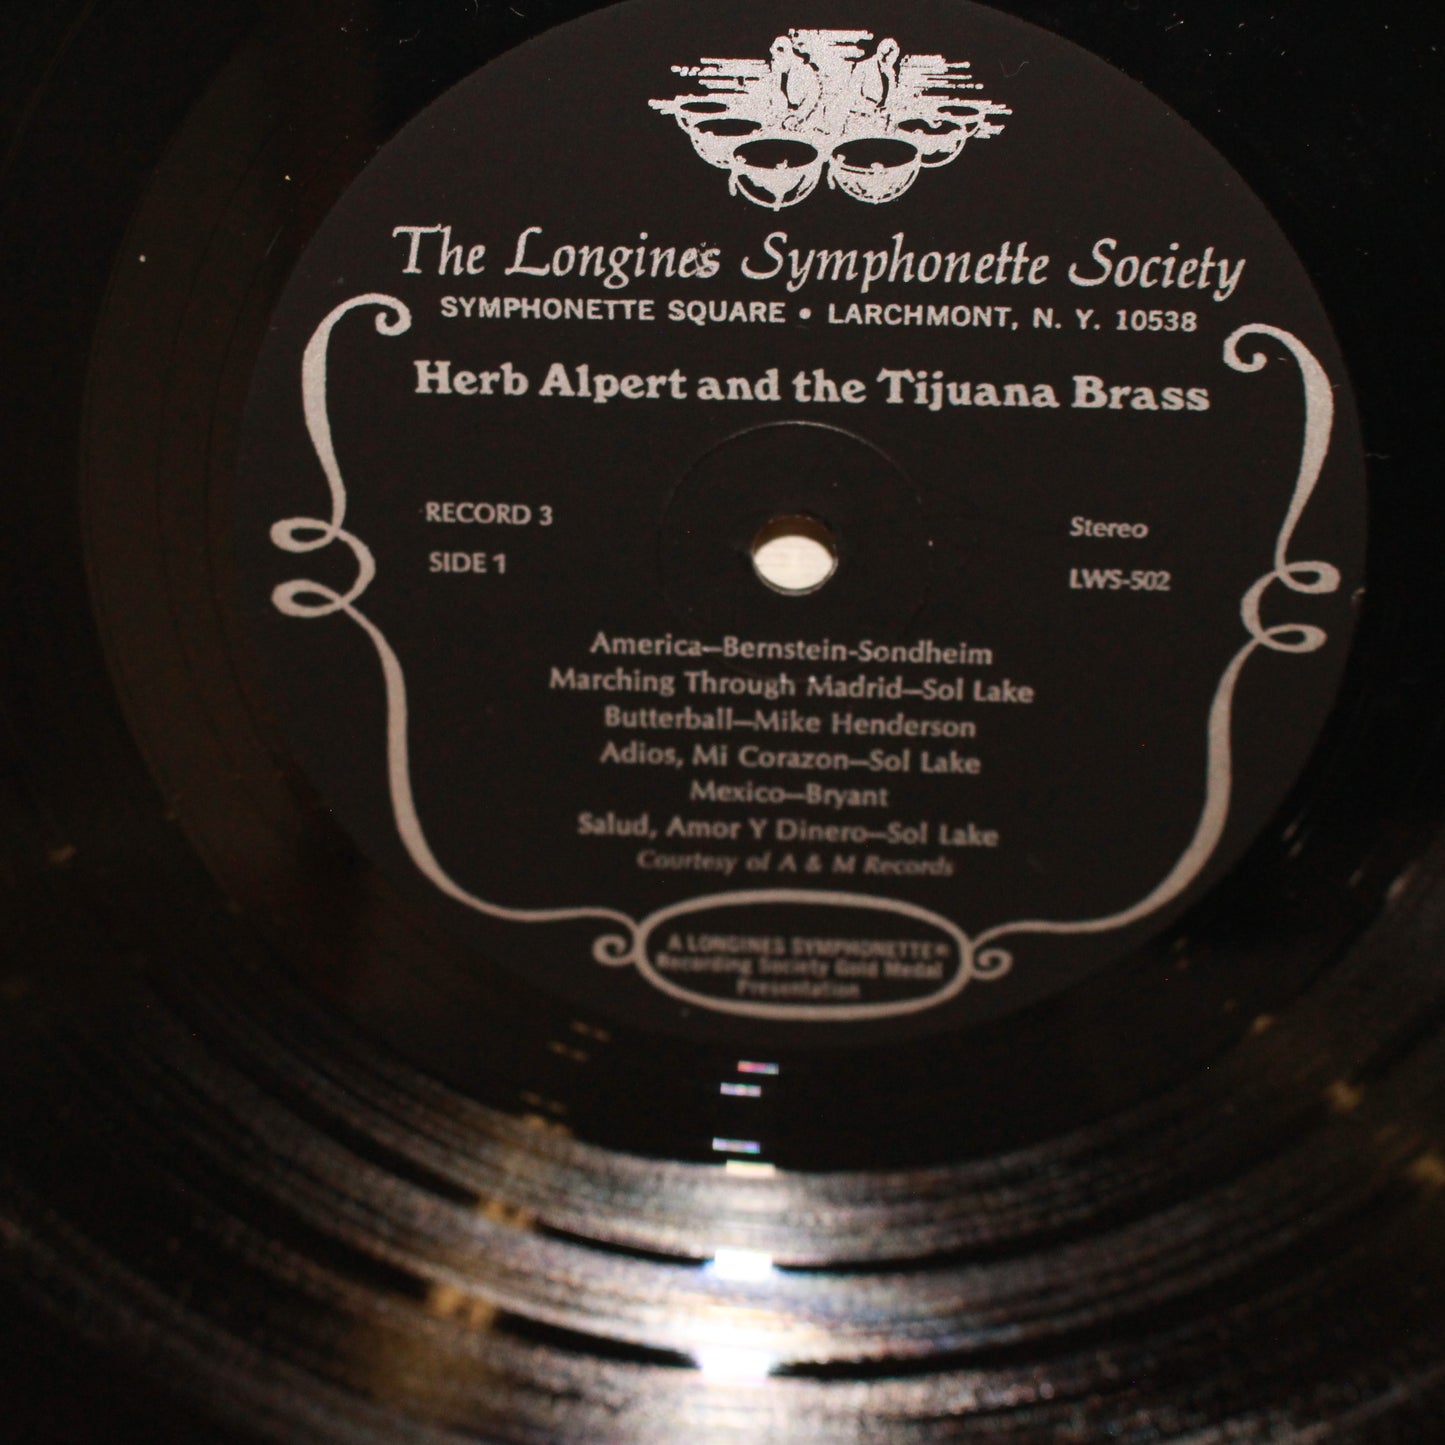 The Longines Symphonette Society
SYMPHONETTE SQUARE • LARCHMONT, N. Y. 10538
Herb Alpert and the Tijuana Brass
RECORD 3
Stereo
SIDE 1
LWS-502
America—Bernstein-Sondheim
Marching Through Madrid—Sol Lake
Butterball—Mike Henderson
Adios, Mi Corazon—Sol Lake
Mexico—Bryant
Salud, Amor Y Dinero—Sol Lake
Courtesy of A & M Records
A LONGINES SYMPHONETTE®
Recording Society Gold Medal
Presentation